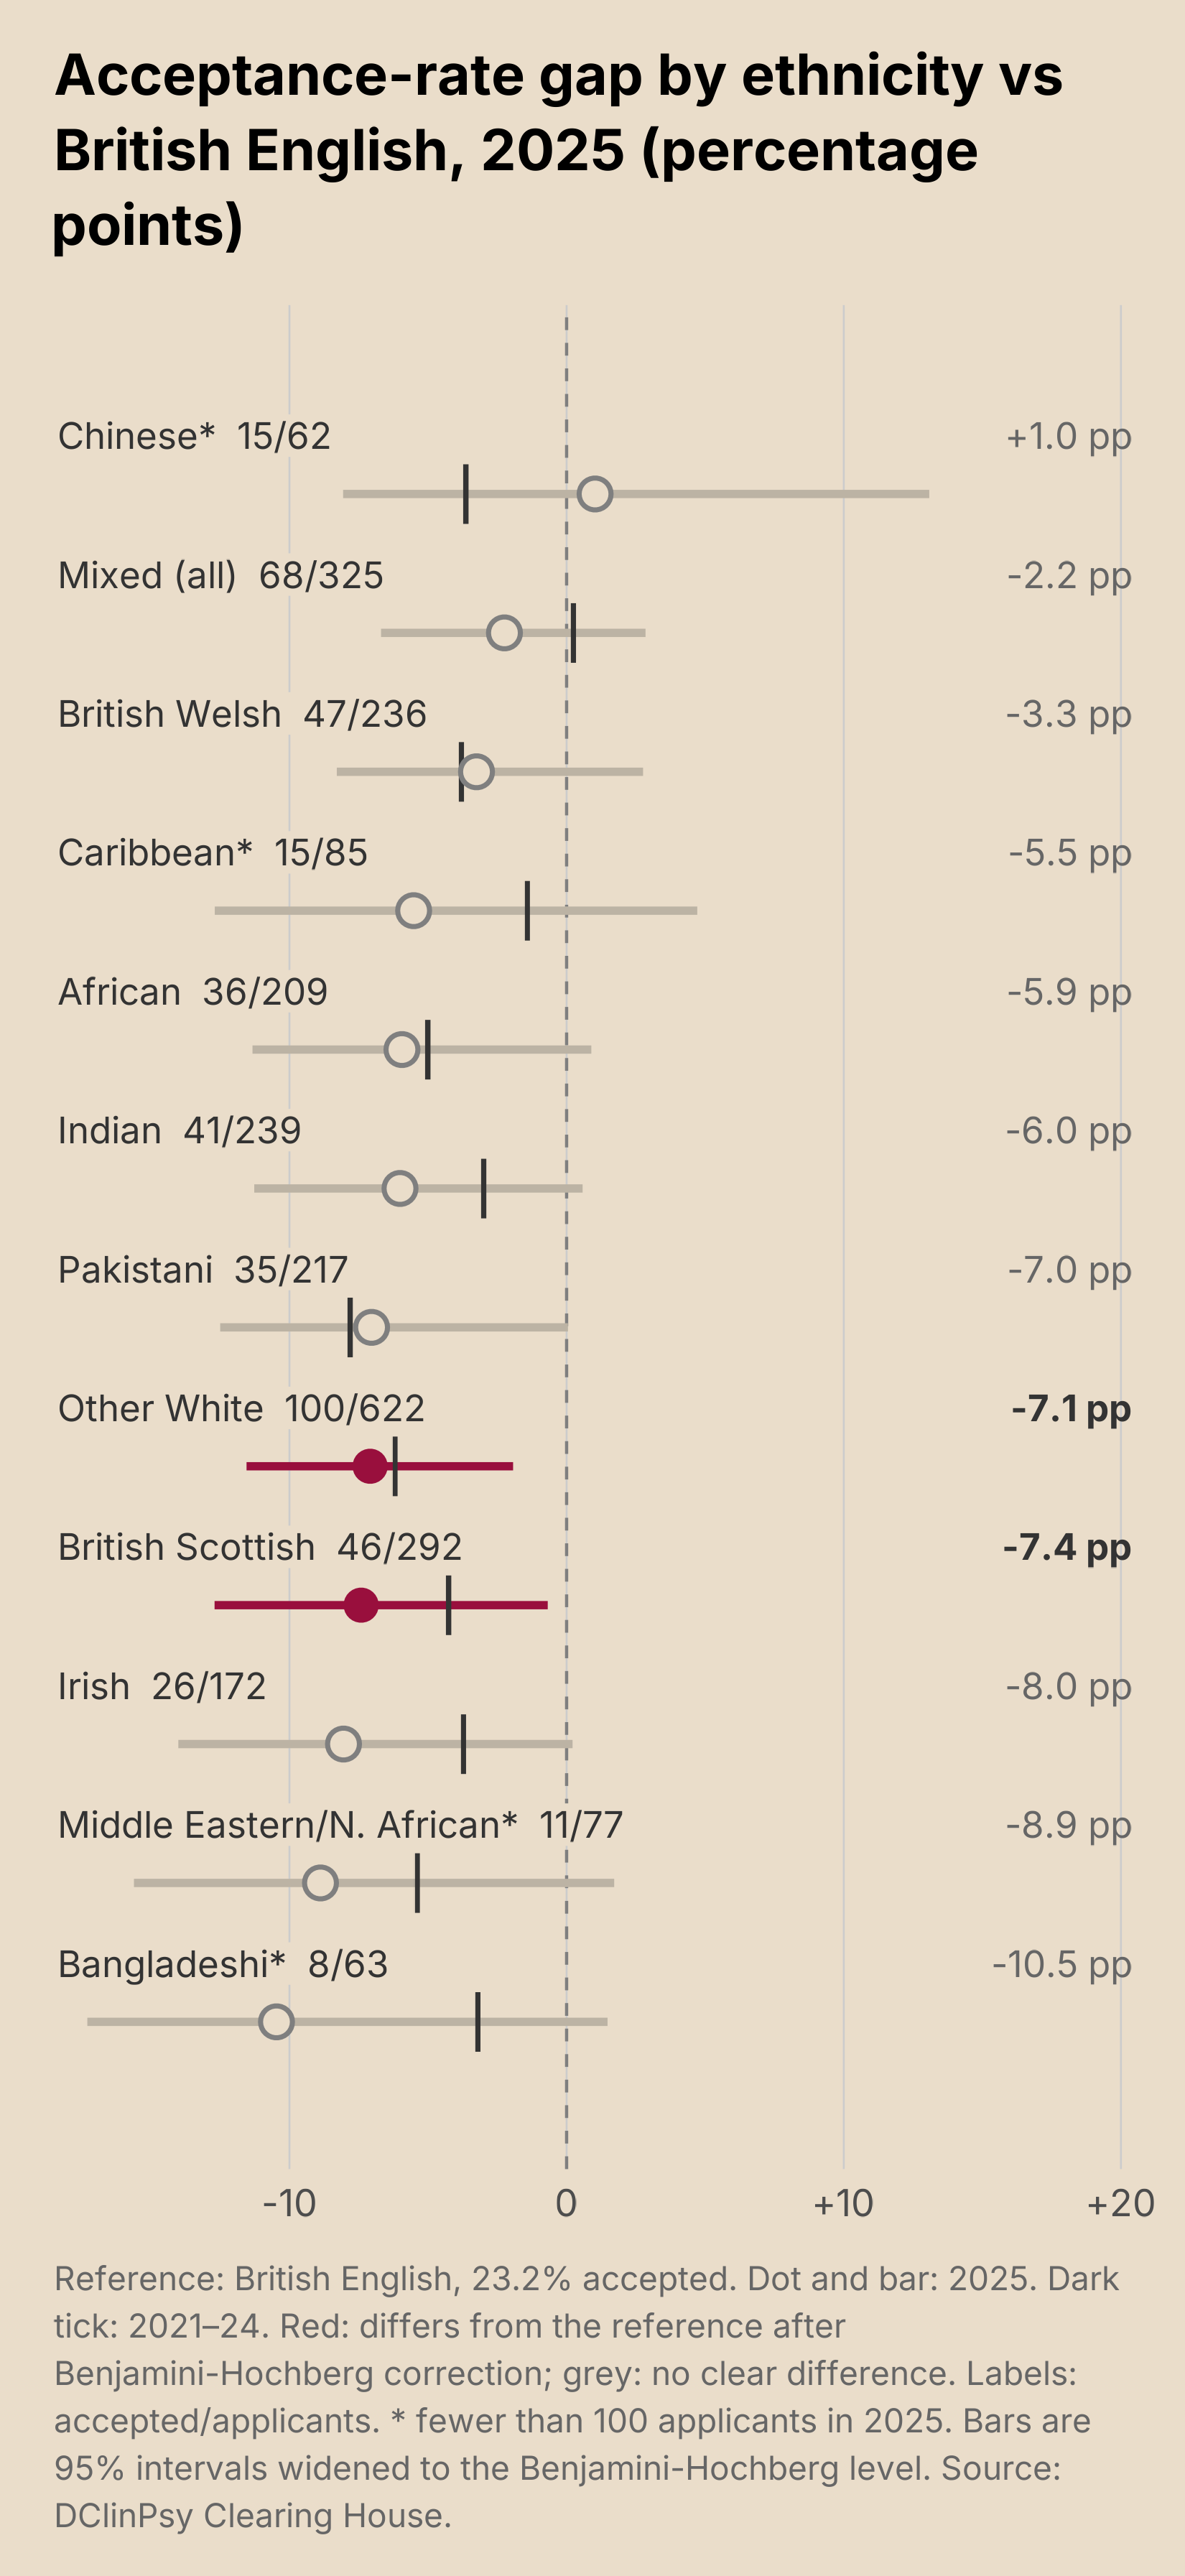 Acceptance-rate gap by ethnicity vs
British English, 2025 (percentage
points)
Chinese* 15/62 +1.0 pp
Mixed (all) 68/325 -2.2 pp
British Welsh 47/236 -3.3 pp
Caribbean* 15/85 -5.5 pp
African 36/209 -5.9 pp
Indian 41/239 -6.0 pp
Pakistani 35/217 -7.0 pp
Other White 100/622 -7.1 pp
British Scottish 46/292 -7.4 pp
Irish 26/172 -8.0 pp
Middle Eastern/N. African* 11/77 -8.9 pp
Bangladeshi* 8/63 -10.5 pp
-10 0 +10 +20
Reference: British English, 23.2% accepted. Dot and bar: 2025. Dark
tick: 2021–24. Red: differs from the reference after
Benjamini-Hochberg correction; grey: no clear difference. Labels:
accepted/applicants. * fewer than 100 applicants in 2025. Bars are
95% intervals widened to the Benjamini-Hochberg level. Source:
DClinPsy Clearing House.